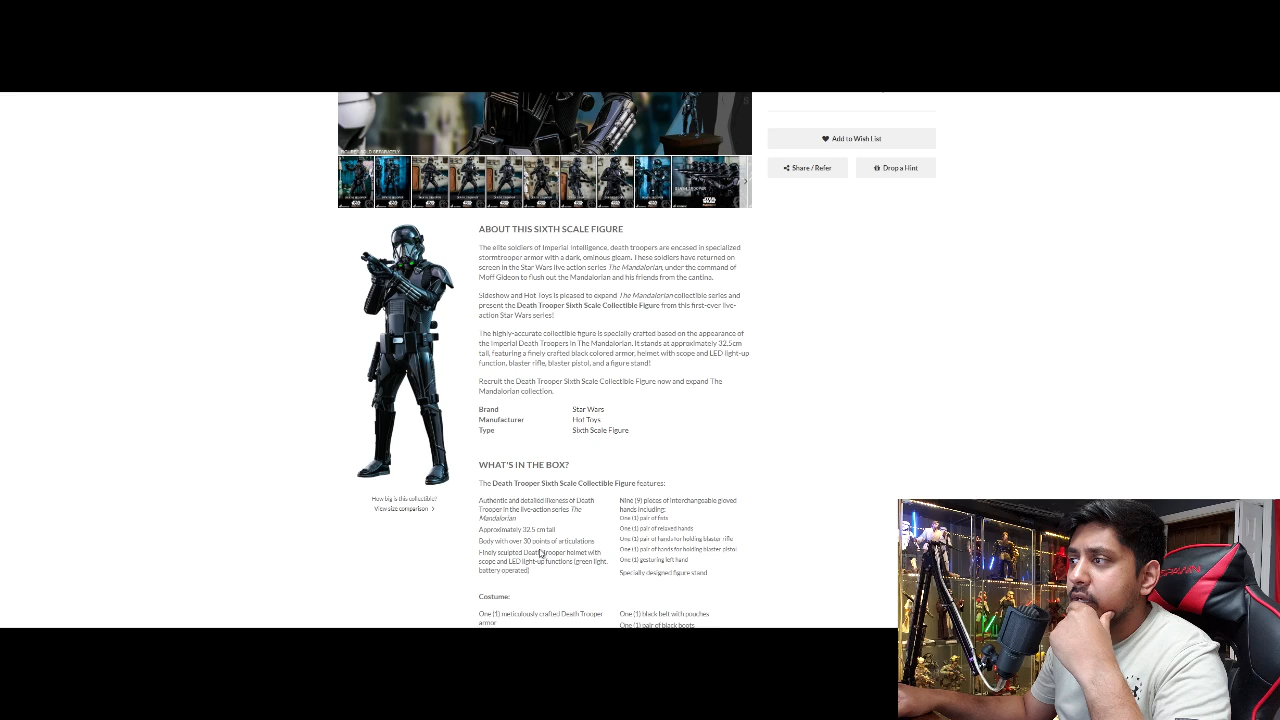 Add to Wish List
Share / Refer
Drop a Hint
ABOUT THIS SIXTH SCALE FIGURE
The elite soldiers of Imperial Intelligence, death troopers are encased in specialized
stormtrooper armor with a dark, ominous gleam. These soldiers have returned on
screen in the Star Wars live action series The Mandalorian, under the command of
Moff Gideon to flush out the Mandalorian and his friends from the cantina.
Sideshow and Hot Toys is pleased to expand The Mandalorian collectible series and
present the Death Trooper Sixth Scale Collectible Figure from this first-ever live-
action Star Wars series!
The highly-accurate collectible figure is specially crafted based on the appearance of
the Imperial Death Troopers in The Mandalorian. It stands at approximately 32.5cm
tall, featuring a finely crafted black colored armor, helmet with scope and LED light-up
function, blaster rifle, blaster pistol, and a figure stand!
Recruit the Death Trooper Sixth Scale Collectible Figure now and expand The
Mandalorian collection.
Brand Star Wars
Manufacturer Hot Toys
Type Sixth Scale Figure
WHAT'S IN THE BOX?
The Death Trooper Sixth Scale Collectible Figure features:
Authentic and detailed likeness of Death
Trooper in the live-action series The
Mandalorian
Approximately 32.5 cm tall
Body with over 30 points of articulations
Finely sculpted Death Trooper helmet with
scope and LED light-up functions (green light,
battery operated)
Nine (9) pieces of interchangeable gloved
hands including:
One (1) pair of fists
One (1) pair of relaxed hands
One (1) pair of hands for holding blaster rifle
One (1) pair of hands for holding blaster pistol
One (1) gesturing left hand
Specially designed figure stand
How big is this collectible?
View size comparison
Costume:
One (1) meticulously crafted Death Trooper
armor
One (1) black belt with pouches
One (1) pair of black boots